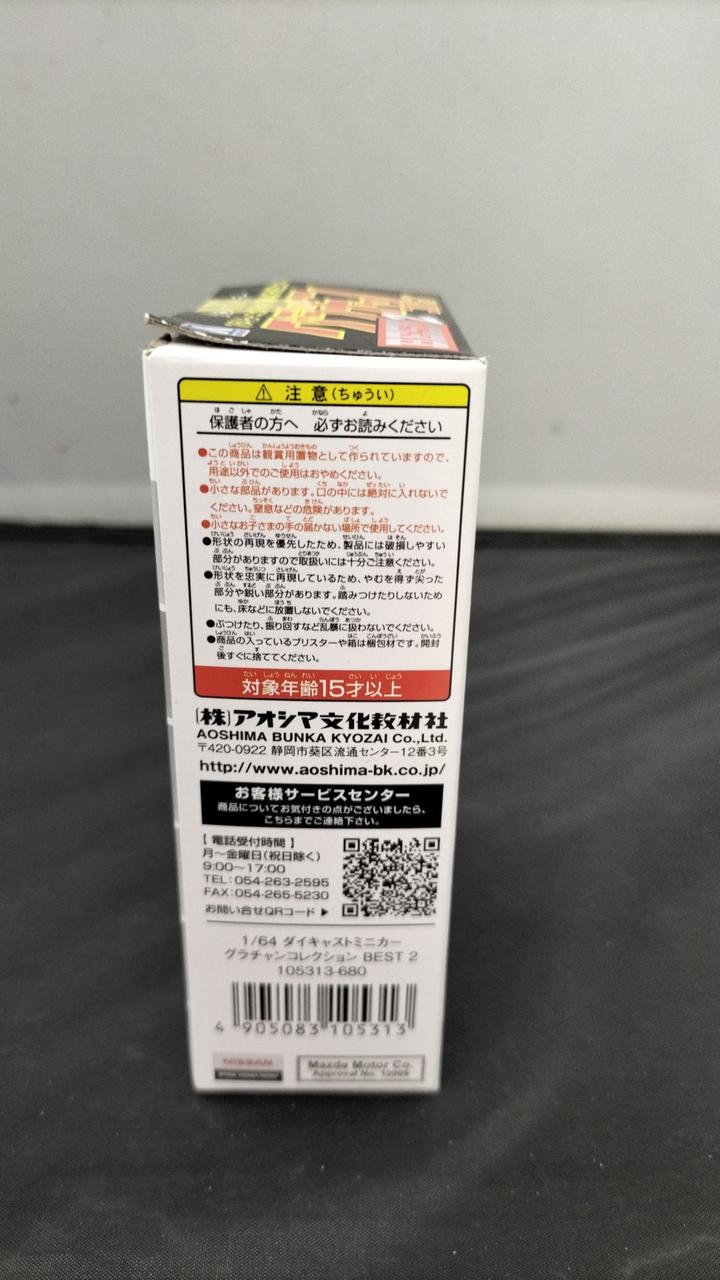 ⚠ 注意(ちゅうい)
保護者の方へ 必ずお読みください
●この商品は観賞用置物として作られていますので、
用途以外でのご使用はおやめください。
●小さな部品があります。口の中には絶対に入れないで
ください。窒息などの危険があります。
●小さなお子さまの手の届かない場所で使用してください。
●形状の再現を優先したため、製品には破損しやすい
部分がありますので取扱いには十分ご注意ください。
●形状を忠実に再現しているため、やむを得ず尖った
部分や鋭い部分があります。踏みつけたりしないため
にも、床などに放置しないでください。
●ぶつけたり、振り回すなど乱暴に扱わないでください。
●商品の入っているブリスターや箱は梱包材です。開封
後すぐに捨ててください。
対象年齢15才以上
(株)アオシマ文化教材社
AOSHIMA BUNKA KYOZAI Co.,Ltd.
〒420-0922 静岡市葵区流通センター12番3号
http://www.aoshima-bk.co.jp/
お客様サービスセンター
商品についてお気付きの点がございましたら、
こちらまでご連絡下さい。
【電話受付時間】
月〜金曜日(祝日除く)
9:00〜17:00
TEL:054-263-2595
FAX:054-265-5230
お問い合せQRコード▶
1/64 ダイキャストミニカー
グラチャンコレクション BEST 2
105313-680
4 905083 105313
NISSAN
Mazda Motor Co.
Approval No.